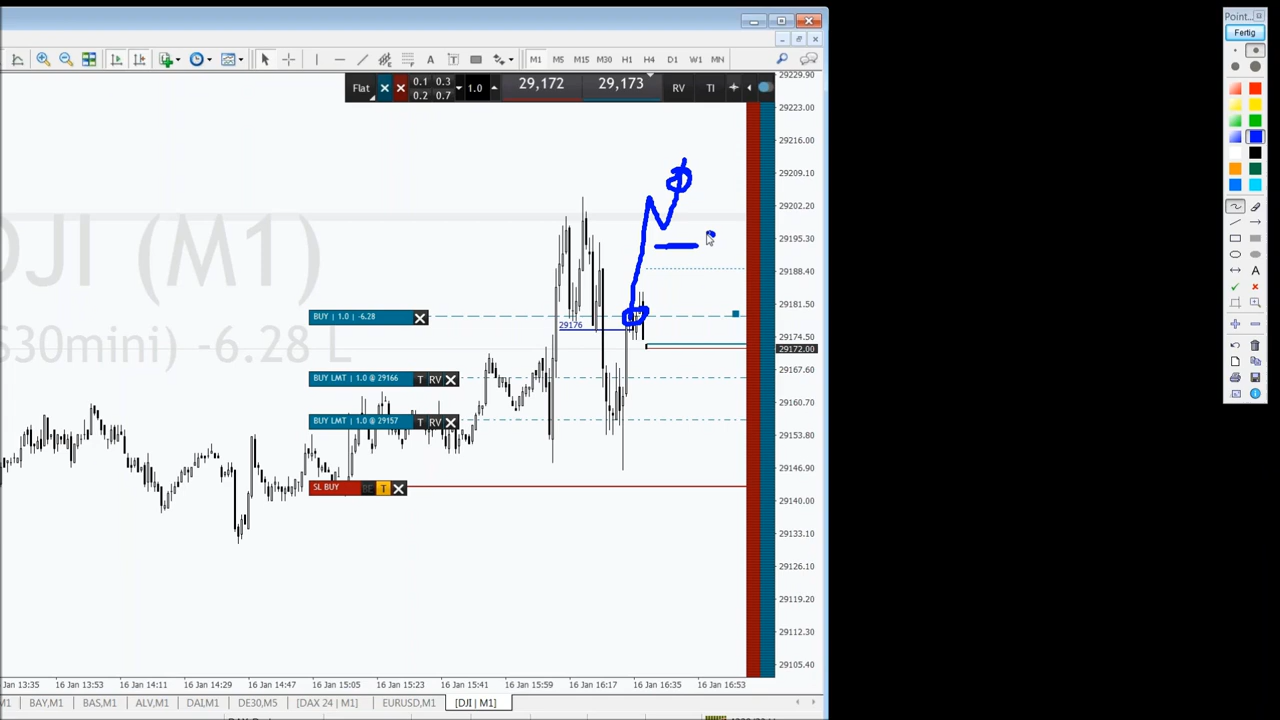 Point...
Fertig
M1 M5 M15 M30 H1 H4 D1 W1 MN
Flat 0.1 0.3 0.2 0.7 1.0 29,172 29,173 RV TI
DJI (M1)
S3 mini) -6.28
29229.90
29223.00
29216.00
29209.10
29202.20
29195.30
29188.40
29181.50
29174.50
29172.00
29167.60
29160.70
29153.80
29146.90
29140.00
29133.10
29126.10
29119.20
29112.30
29105.40
BUY | 1.0 | -6.28
29176
BUY LMT | 1.0 @ 29166 T RV
BUY LMT | 1.0 @ 29157 T RV
SL BUY BE T
16 Jan 13:35 16 Jan 13:53 16 Jan 14:11 16 Jan 14:29 16 Jan 14:47 16 Jan 15:05 16 Jan 15:23 16 Jan 15:41 16 Jan 15:59 16 Jan 16:17 16 Jan 16:35 16 Jan 16:53
M1 BAY,M1 BAS,M1 ALV,M1 DAI,M1 DE30,M5 [DAX 24 | M1] EURUSD,M1 [DJI | M1]